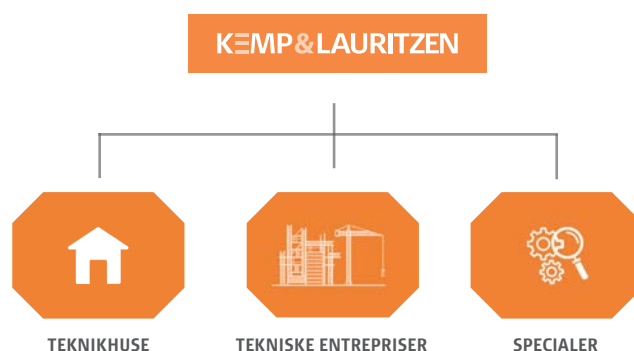 KEMP&LAURITZEN
TEKNIKHUSE
TEKNISKE ENTREPRISER
SPECIALER